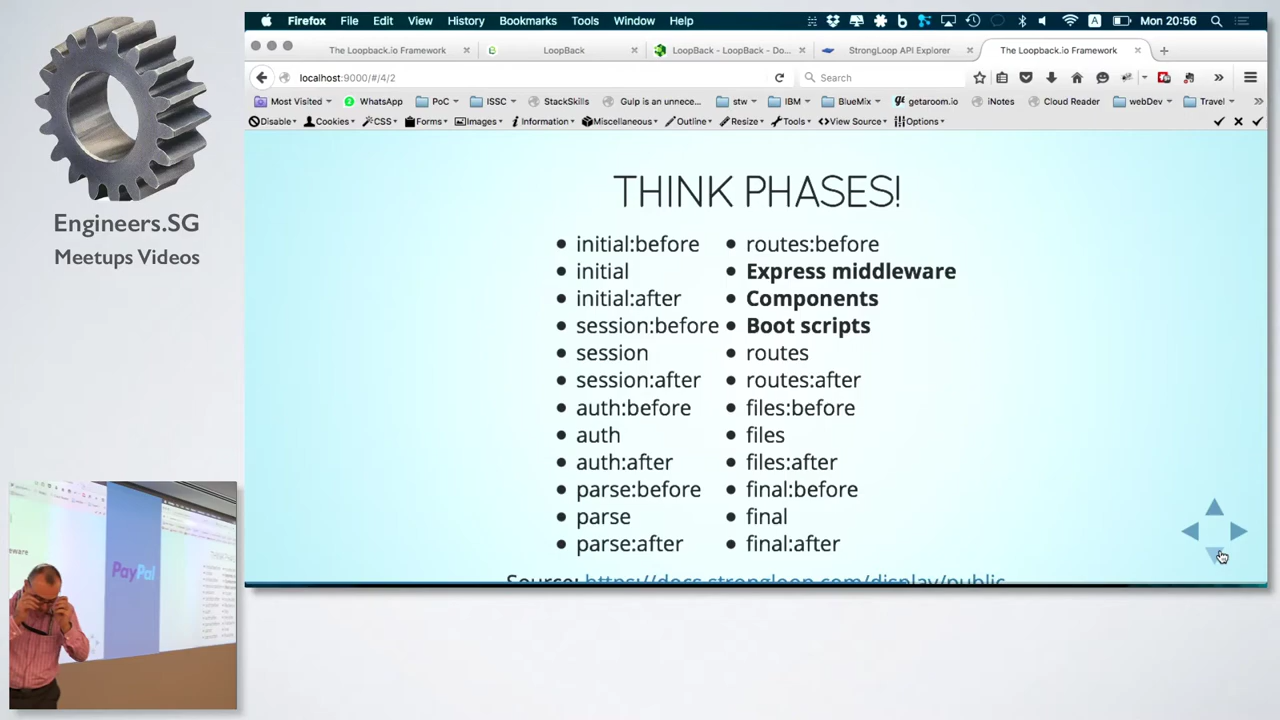 Firefox File Edit View History Bookmarks Tools Window Help
Mon 20:56
The Loopback.io Framework
LoopBack
LoopBack - LoopBack - Do...
StrongLoop API Explorer
The Loopback.io Framework
localhost:9000/#/4/2
Search
Most Visited WhatsApp PoC ISSC StackSkills Gulp is an unnece... stw IBM BlueMix getaroom.io iNotes Cloud Reader webDev Travel
Disable Cookies CSS Forms Images Information Miscellaneous Outline Resize Tools View Source Options
Engineers.SG
Meetups Videos
THINK PHASES!
initial:before
initial
initial:after
session:before
session
session:after
auth:before
auth
auth:after
parse:before
parse
parse:after
routes:before
Express middleware
Components
Boot scripts
routes
routes:after
files:before
files
files:after
final:before
final
final:after
Source: https://docs.strongloop.com/display/public
PayPal